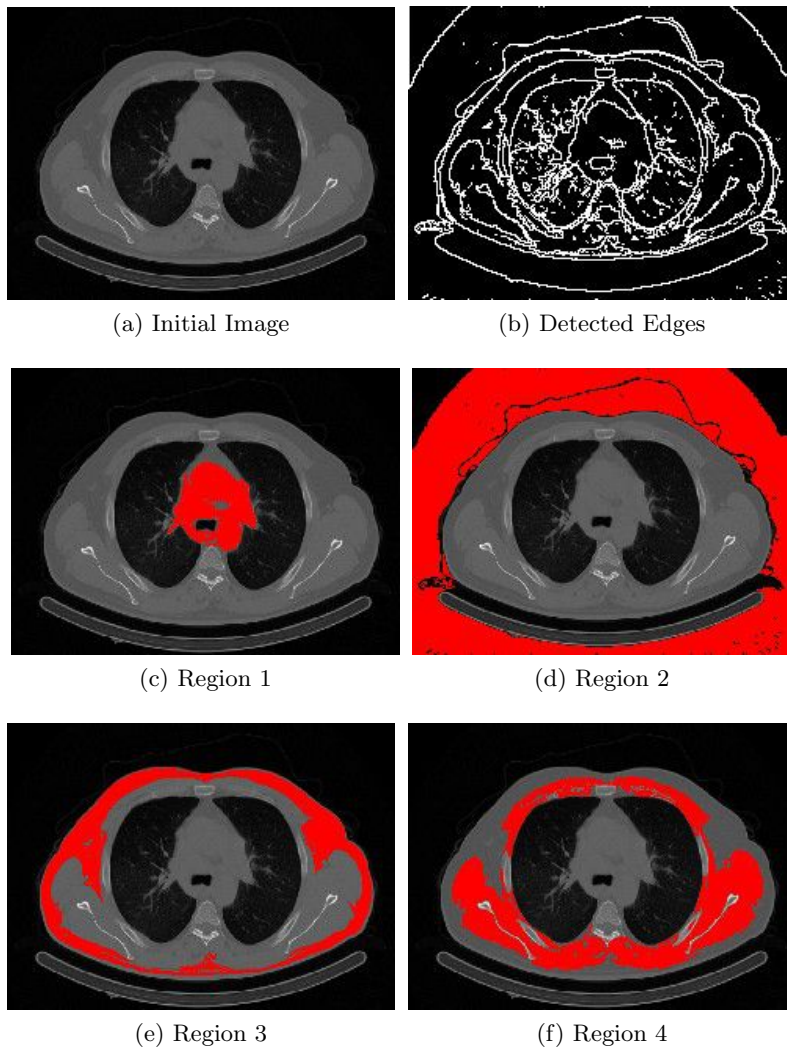 (a) Initial Image
(b) Detected Edges
(c) Region 1
(d) Region 2
(e) Region 3
(f) Region 4